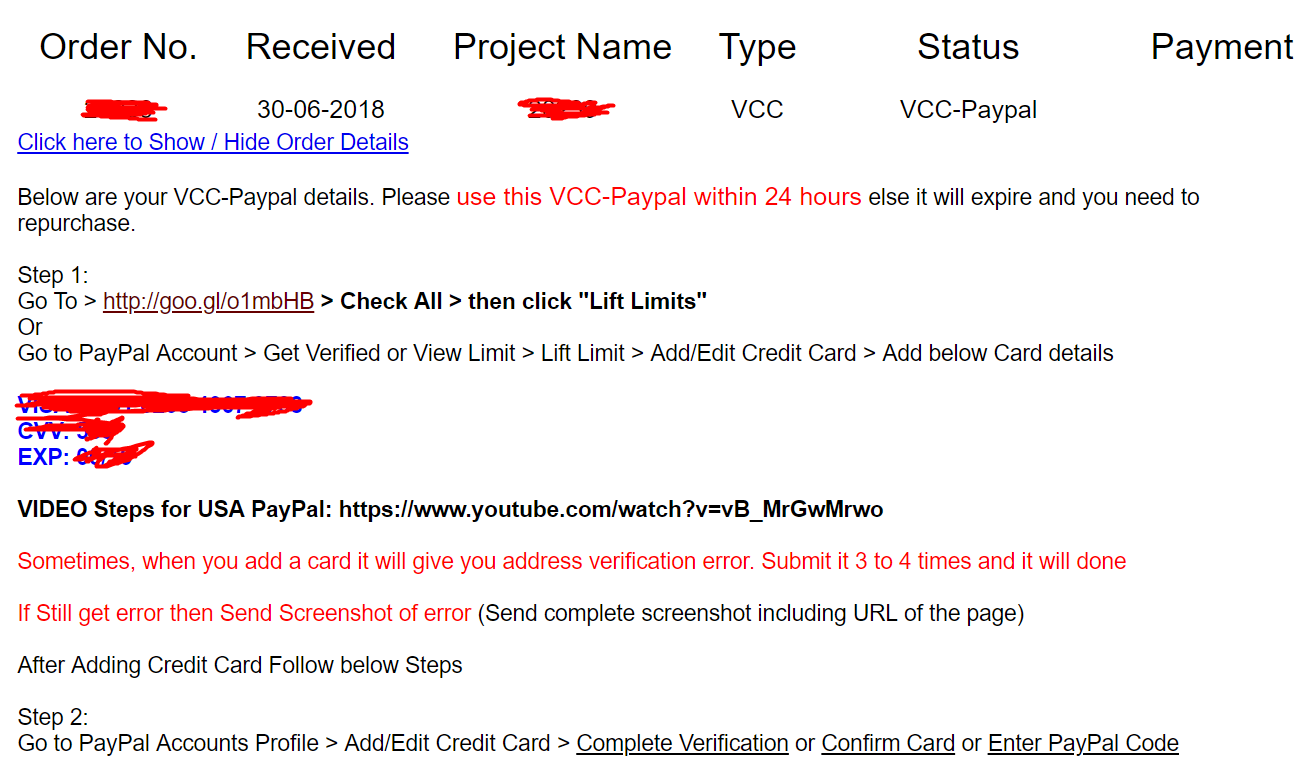 Order No. Received Project Name Type Status Payment
30-06-2018 VCC VCC-Paypal
Click here to Show / Hide Order Details
Below are your VCC-Paypal details. Please use this VCC-Paypal within 24 hours else it will expire and you need to
repurchase.
Step 1:
Go To > http://goo.gl/o1mbHB > Check All > then click "Lift Limits"
Or
Go to PayPal Account > Get Verified or View Limit > Lift Limit > Add/Edit Credit Card > Add below Card details
CVV:
EXP:
VIDEO Steps for USA PayPal: https://www.youtube.com/watch?v=vB_MrGwMrwo
Sometimes, when you add a card it will give you address verification error. Submit it 3 to 4 times and it will done
If Still get error then Send Screenshot of error (Send complete screenshot including URL of the page)
After Adding Credit Card Follow below Steps
Step 2:
Go to PayPal Accounts Profile > Add/Edit Credit Card > Complete Verification or Confirm Card or Enter PayPal Code